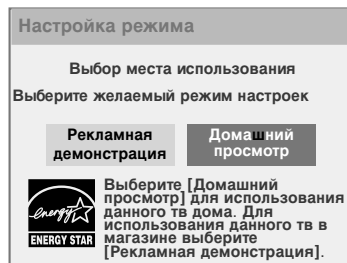 Настройка режима
Выбор места использования
Выберите желаемый режим настроек
Рекламная
демонстрация
Домашний
просмотр
energy
ENERGY STAR
Выберите [Домашний
просмотр] для использования
данного тв дома. Для
использования данного тв в
магазине выберите
[Рекламная демонстрация].